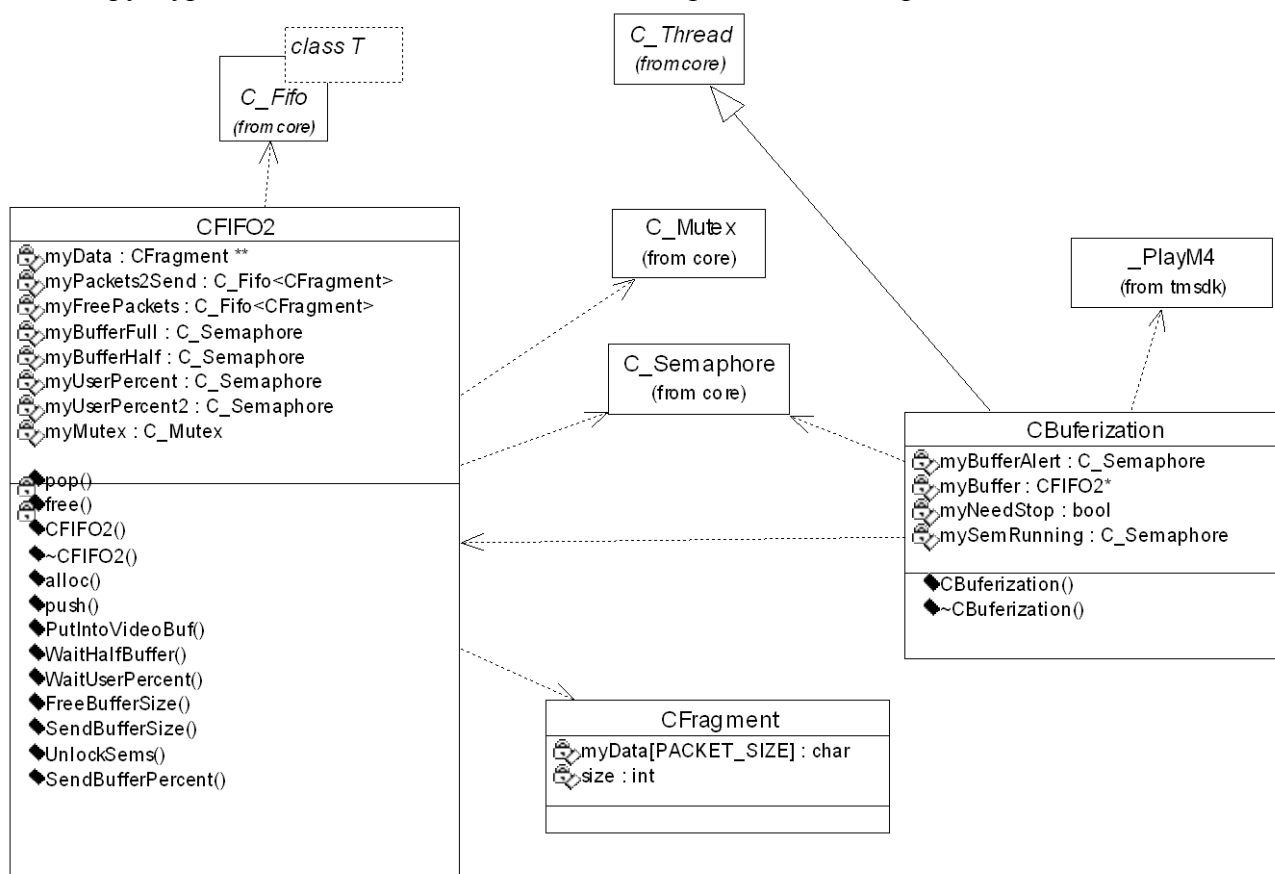 class T
C_Fifo
(from core)
C_Thread
(from core)
CFIFO2
myData : CFragment **
myPackets2Send : C_Fifo<CFragment>
myFreePackets : C_Fifo<CFragment>
myBufferFull : C_Semaphore
myBufferHalf : C_Semaphore
myUserPercent : C_Semaphore
myUserPercent2 : C_Semaphore
myMutex : C_Mutex
pop()
free()
CFIFO2()
~CFIFO2()
alloc()
push()
PutIntoVideoBuf()
WaitHalfBuffer()
WaitUserPercent()
FreeBufferSize()
SendBufferSize()
UnlockSems()
SendBufferPercent()
C_Mutex
(from core)
C_Semaphore
(from core)
_PlayM4
(from tmsdk)
CBuferization
myBufferAlert : C_Semaphore
myBuffer : CFIFO2*
myNeedStop : bool
mySemRunning : C_Semaphore
CBuferization()
~CBuferization()
CFragment
myData[PACKET_SIZE] : char
size : int